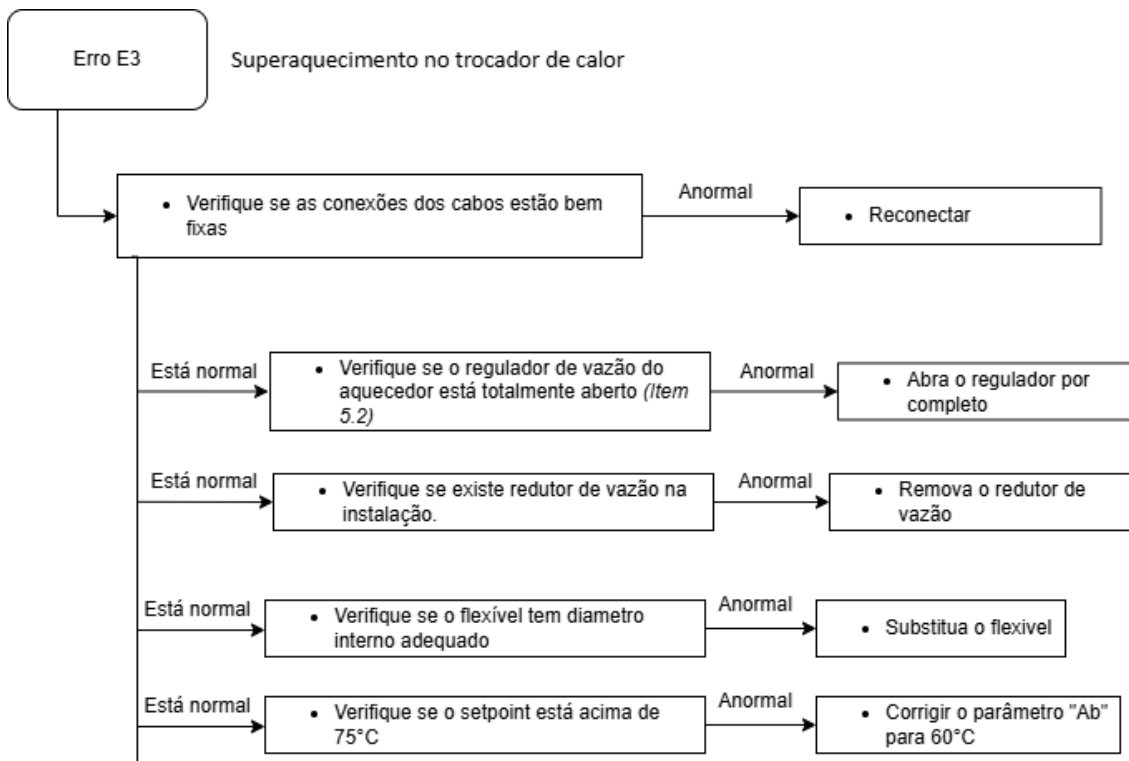 Erro E3
Superaquecimento no trocador de calor
• Verifique se as conexões dos cabos estão bem
fixas
Anormal
• Reconectar
Está normal
• Verifique se o regulador de vazão do
aquecedor está totalmente aberto (Item
5.2)
Anormal
• Abra o regulador por
completo
Está normal
• Verifique se existe redutor de vazão na
instalação.
Anormal
• Remova o redutor de
vazão
Está normal
• Verifique se o flexível tem diametro
interno adequado
Anormal
• Substitua o flexivel
Está normal
• Verifique se o setpoint está acima de
75°C
Anormal
• Corrigir o parâmetro "Ab"
para 60°C